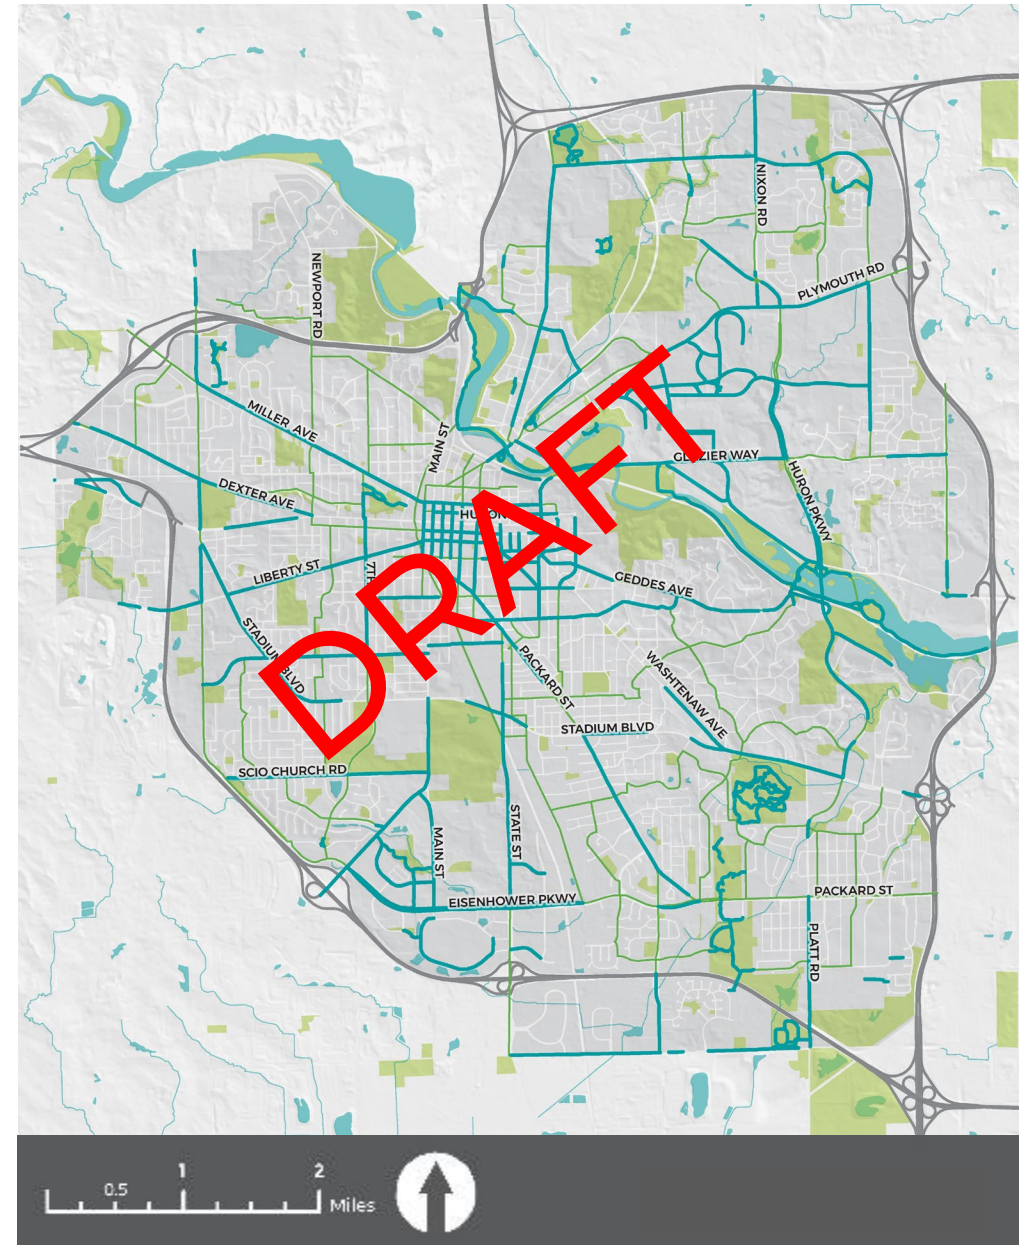 NIXON RD
NEWPORT RD
PLYMOUTH RD
MILLER AVE
MAIN ST
GLAZIER WAY
HURON PKWY
DEXTER AVE
DRAFT
LIBERTY ST
GEDDES AVE
STADIUM BLVD
PACKARD ST
WASHTENAW AVE
STADIUM BLVD
SCIO CHURCH RD
MAIN ST
STATE ST
PACKARD ST
EISENHOWER PKWY
PLATT RD
0.5
1
2
Miles